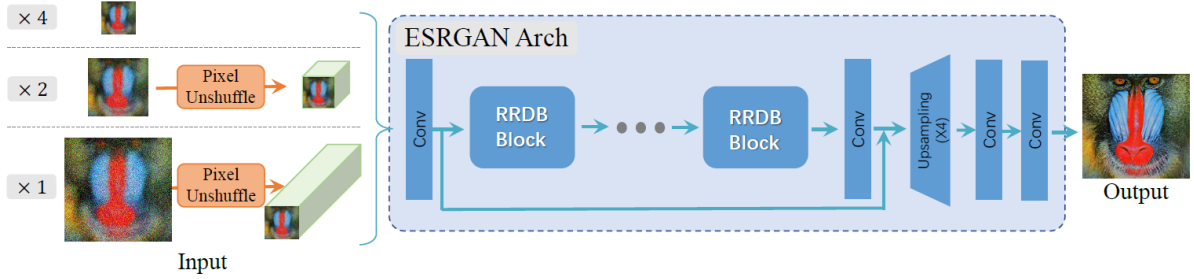 × 4
× 2
Pixel
Unshuffle
× 1
Pixel
Unshuffle
Input
ESRGAN Arch
Conv
RRDB
Block
RRDB
Block
Conv
Upsampling
(X4)
Conv
Conv
Output